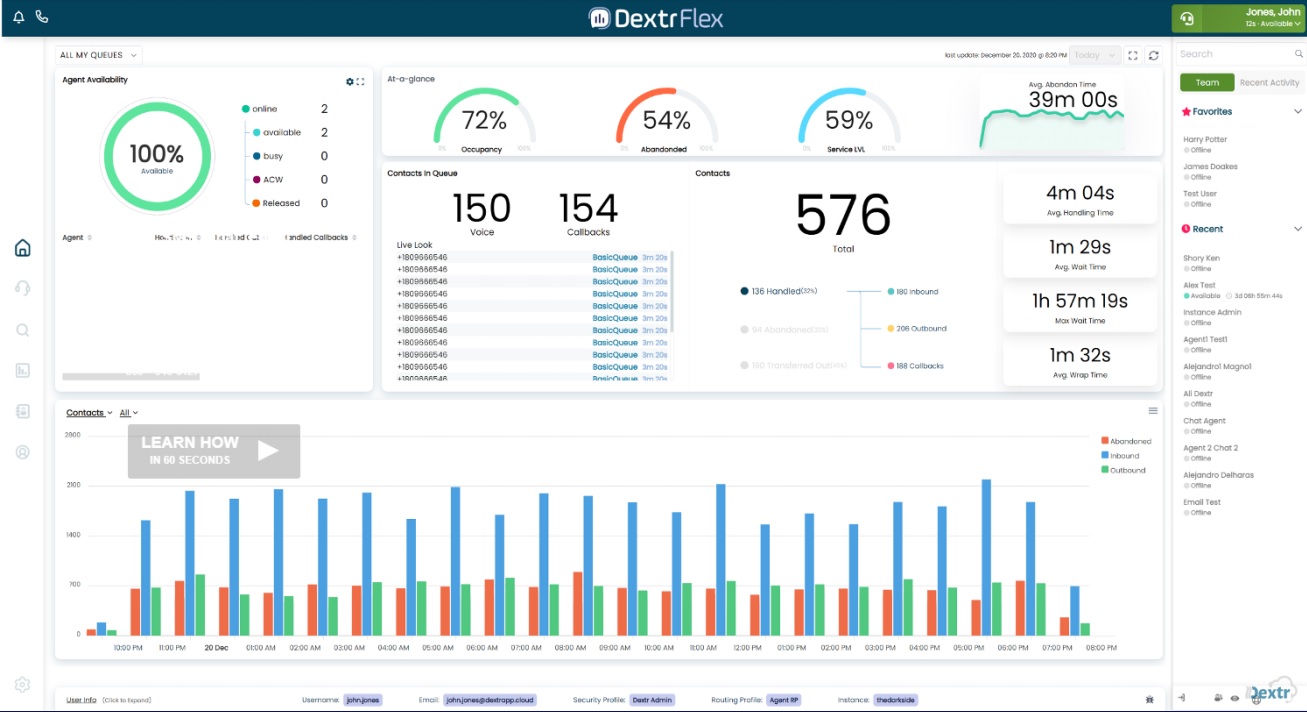 DextrFlex
Jones, John
12s - Available
ALL MY QUEUES
last update: December 20, 2020 @ 8:20 PM
Today
Search
Team
Recent Activity
Agent Availability
100%
Available
online 2
available 2
busy 0
ACW 0
Released 0
Agent
Handled Callbacks
At-a-glance
72%
0% 100%
Occupancy
54%
0% 100%
Abandonded
59%
0% 100%
Service LVL
Avg. Abandon Time
39m 00s
Contacts In Queue
150
Voice
154
Callbacks
Live Look
+1809666546 BasicQueue 3m 20s
+1809666546 BasicQueue 3m 20s
+1809666546 BasicQueue 3m 20s
+1809666546 BasicQueue 3m 20s
+1809666546 BasicQueue 3m 20s
+1809666546 BasicQueue 3m 20s
+1809666546 BasicQueue 3m 20s
+1809666546 BasicQueue 3m 20s
+1809666546 BasicQueue 3m 20s
+1809666546 BasicQueue 3m 20s
+1809666546 BasicQueue 3m 20s
Contacts
576
Total
136 Handled
94 Abandoned
160 Transferred Out
180 Inbound
206 Outbound
188 Callbacks
4m 04s
Avg. Handling Time
1m 29s
Avg. Wait Time
1h 57m 19s
Max Wait Time
1m 32s
Avg. Wrap Time
Contacts All
LEARN HOW
IN 60 SECONDS
2800
2100
1400
700
0
10:00 PM 11:00 PM 20 Dec 01:00 AM 02:00 AM 03:00 AM 04:00 AM 05:00 AM 06:00 AM 07:00 AM 08:00 AM 09:00 AM 10:00 AM 11:00 AM 12:00 PM 01:00 PM 02:00 PM 03:00 PM 04:00 PM 05:00 PM 06:00 PM 07:00 PM 08:00 PM
Abandoned
Inbound
Outbound
Favorites
Harry Potter
Offline
James Doakes
Offline
Test User
Offline
Recent
Shory Ken
Offline
Alex Test
Available 3d 06h 55m 44s
Instance Admin
Offline
Agent1 Test1
Offline
Alejandro1 Magnol
Offline
Ali Dextr
Offline
Chat Agent
Offline
Agent 2 Chat 2
Offline
Alejandro Delharas
Offline
Email Test
Offline
User Info (Click to Expand)
Username: johnjones
Email: john.jones@dextrapp.cloud
Security Profile: Dextr Admin
Routing Profile: Agent RP
Instance: thedarkside
Dextr